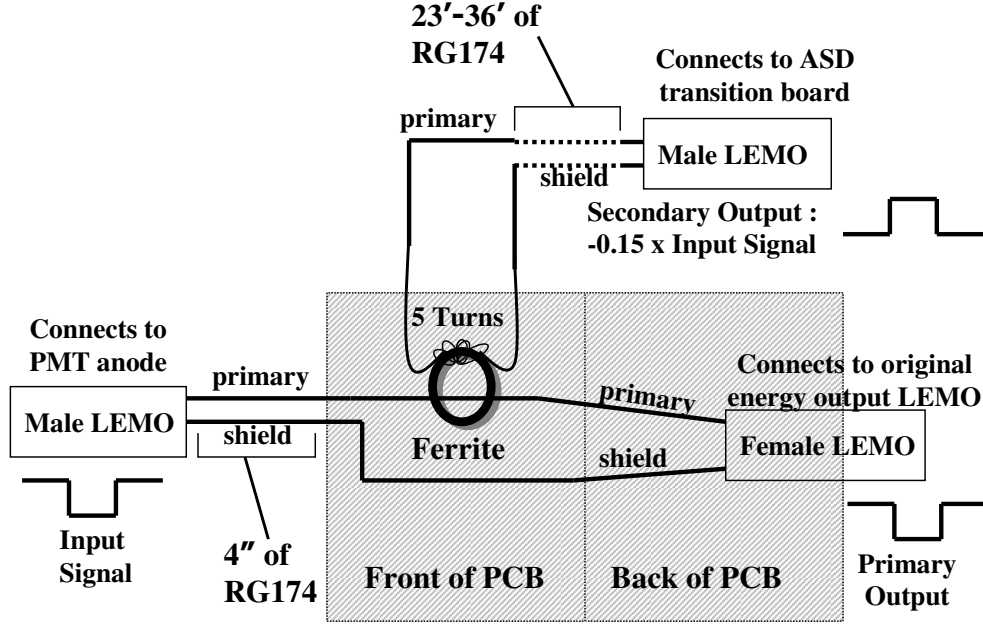 23′-36′ of
RG174
Connects to ASD
transition board
primary
Male LEMO
shield
Secondary Output :
-0.15 x Input Signal
5 Turns
Connects to
PMT anode
Connects to original
energy output LEMO
primary
primary
Male LEMO
shield
Ferrite
shield
Female LEMO
Input
Signal
4″ of
RG174
Front of PCB
Back of PCB
Primary
Output